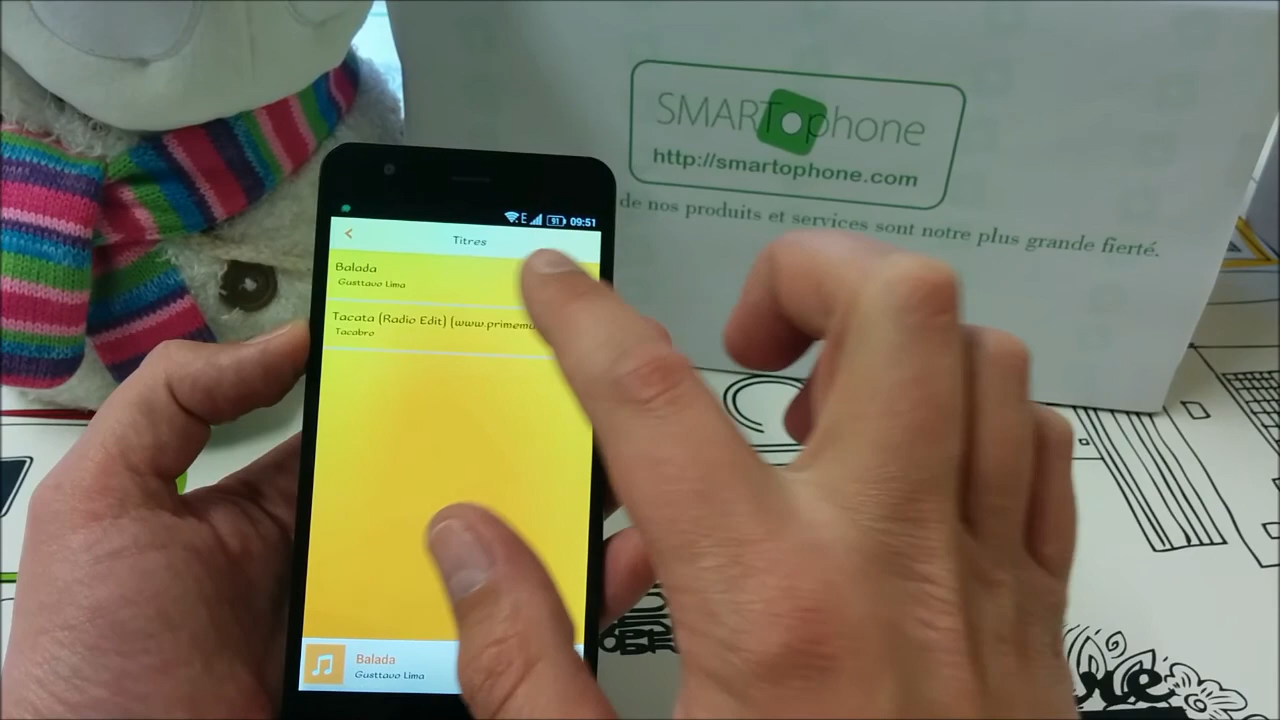 SMARTophone
http://smartophone.com
de nos produits et services sont notre plus grande fierté.
E 91 09:51
Titres
Balada
Gusttavo Lima
Tacata (Radio Edit) [www.primem
Tacabro
Balada
Gusttavo Lima